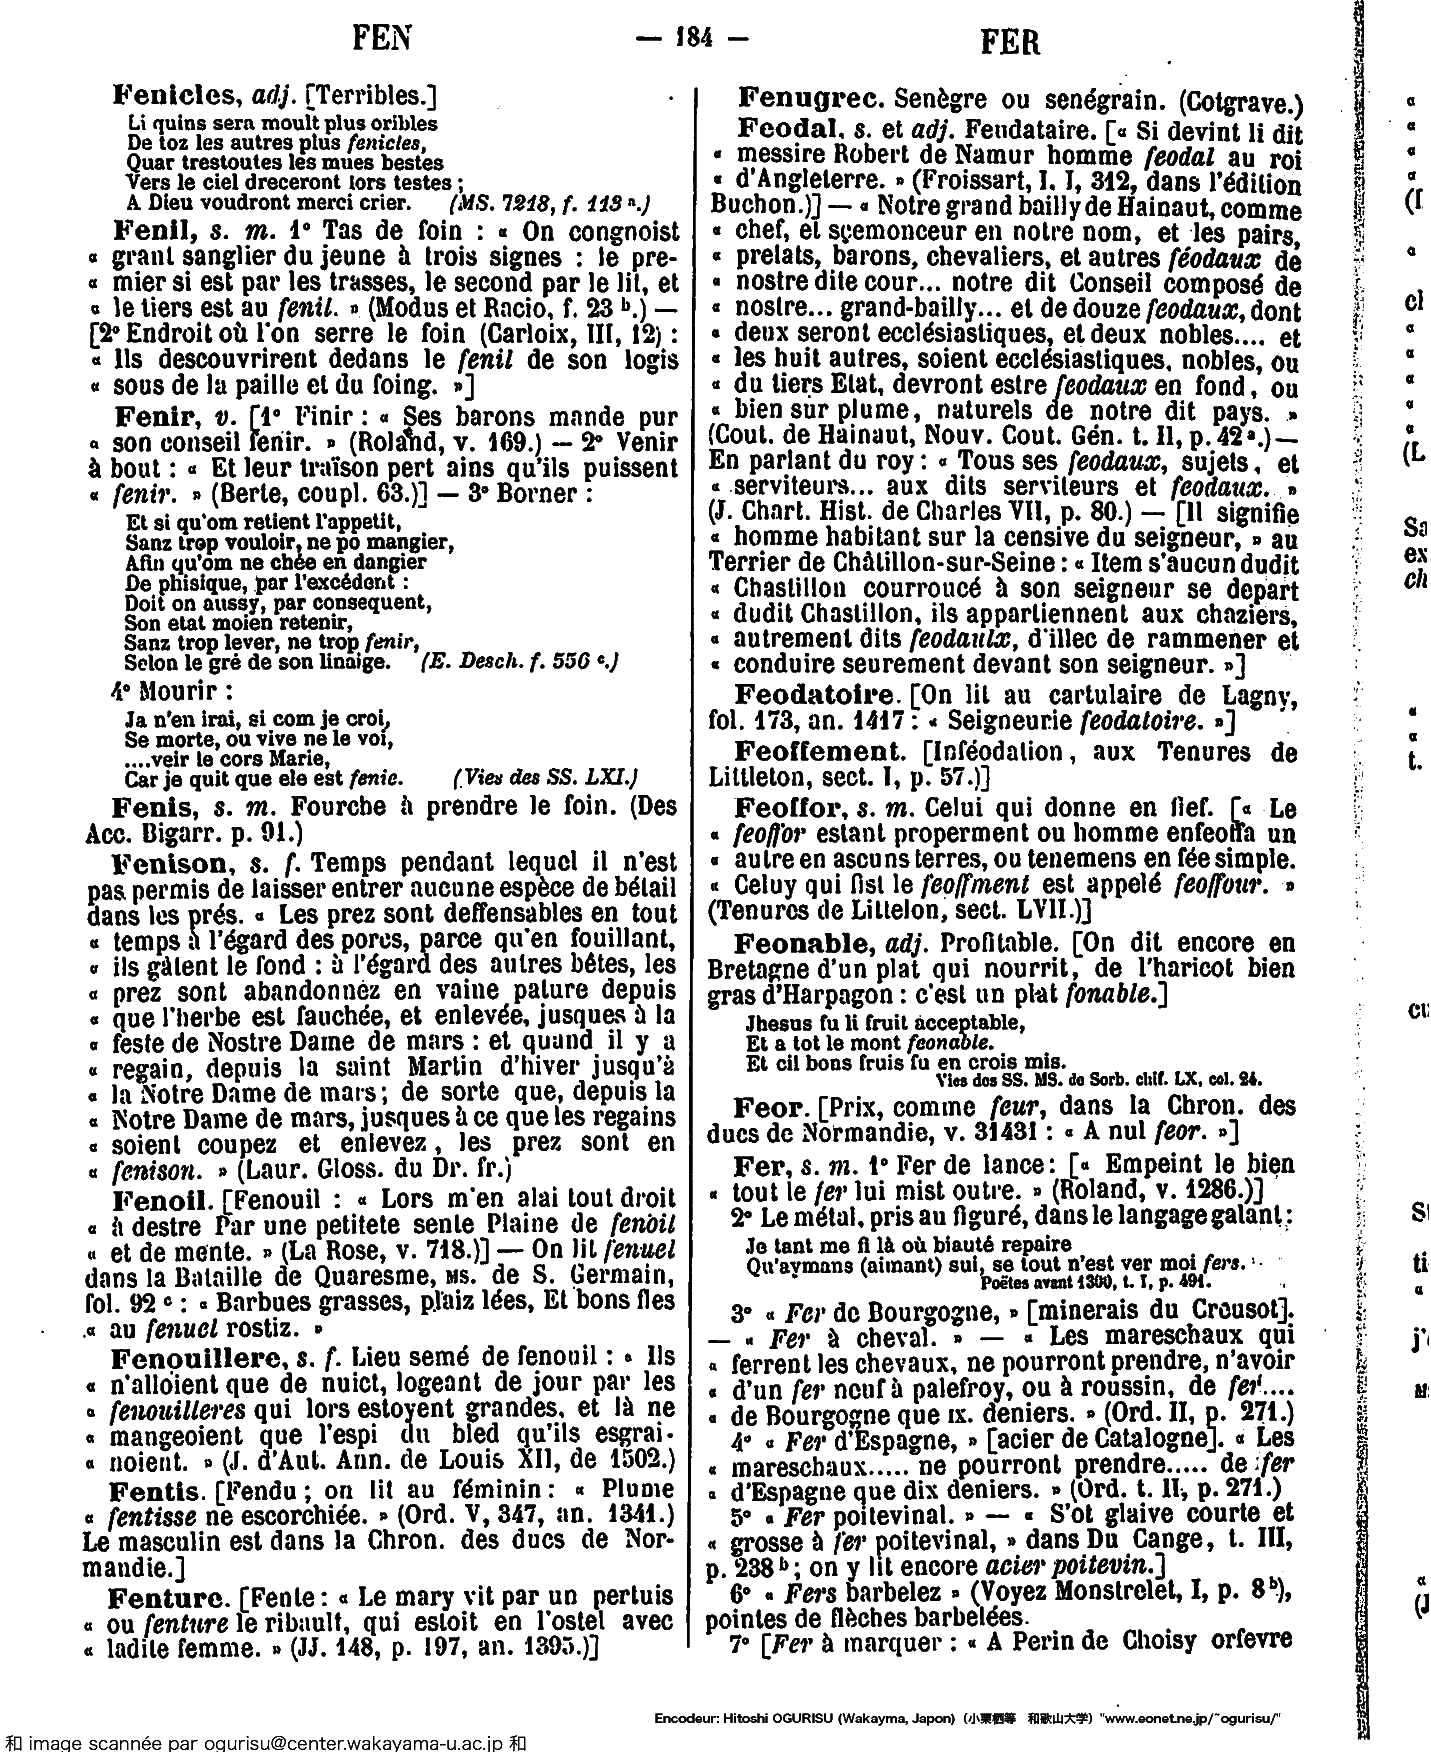 FEN — 184 — FER
Fenicles, adj. [Terribles.]
Li quins sera moult plus oribles
De toz les autres plus fenicles,
Quar trestoutes les mues bestes
Vers le ciel dreceront lors testes ;
A Dieu voudront merci crier. (MS. 7218, f. 113 a.)
Fenil, s. m. 1° Tas de foin : « On congnoist
« grant sanglier du jeune à trois signes : le pre-
« mier si est par les trasses, le second par le lit, et
« le tiers est au fenil. » (Modus et Racio, f. 23 b.) —
[2° Endroit où l'on serre le foin (Carloix, III, 12) :
« Ils descouvrirent dedans le fenil de son logis
« sous de la paille et du foing. »]
Fenir, v. [1° Finir : « Ses barons mande pur
« son conseil fenir. » (Roland, v. 169.) — 2° Venir
à bout : « Et leur traïson pert ains qu'ils puissent
« fenir. » (Berte, coupl. 63.)] — 3° Borner :
Et si qu'om retient l'appetit,
Sanz trop vouloir, ne po mangier,
Afin qu'om ne chée en dangier
De phisique, par l'excédent :
Doit on aussy, par consequent,
Son etat moien retenir,
Sanz trop lever, ne trop fenir,
Selon le gré de son linaige. (E. Desch. f. 556 c.)
4° Mourir :
Ja n'en irai, si com je croi,
Se morte, ou vive ne le voi,
....veir le cors Marie,
Car je quit que ele est fenie. (Vies des SS. LXI.)
Fenis, s. m. Fourche à prendre le foin. (Des
Acc. Bigarr. p. 91.)
Fenison, s. f. Temps pendant lequel il n'est
pas permis de laisser entrer aucune espèce de bétail
dans les prés. « Les prez sont deffensables en tout
« temps à l'égard des porcs, parce qu'en fouillant,
« ils gâtent le fond : à l'égard des autres bêtes, les
« prez sont abandonnez en vaine pature depuis
« que l'herbe est fauchée, et enlevée, jusques à la
« feste de Nostre Dame de mars : et quand il y a
« regain, depuis la saint Martin d'hiver jusqu'à
« la Notre Dame de mars ; de sorte que, depuis la
« Notre Dame de mars, jusques à ce que les regains
« soient coupez et enlevez, les prez sont en
« fenison. » (Laur. Gloss. du Dr. fr.)
Fenoil. [Fenouil : « Lors m'en alai tout droit
« à destre Par une petitete sente Plaine de fenoil
« et de mente. » (La Rose, v. 718.)] — On lit fenuel
dans la Bataille de Quaresme, MS. de S. Germain,
fol. 92 c : « Barbues grasses, plaiz lées, Et bons fles
« au fenuel rostiz. »
Fenouillere, s. f. Lieu semé de fenouil : « Ils
« n'alloient que de nuict, logeant de jour par les
« fenouilleres qui lors estoyent grandes, et là ne
« mangeoient que l'espi du bled qu'ils esgrai-
« noient. » (J. d'Aut. Ann. de Louis XII, de 1502.)
Fentis. [Fendu ; on lit au féminin : « Plume
« fentisse ne escorchiée. » (Ord. V, 347, an. 1341.)
Le masculin est dans la Chron. des ducs de Nor-
mandie.]
Fenture. [Fente : « Le mary vit par un pertuis
« ou fenture le ribault, qui estoit en l'ostel avec
« ladite femme. » (JJ. 148, p. 197, an. 1395.)]
Fenugrec. Senègre ou senégrain. (Cotgrave.)
Feodal, s. et adj. Feudataire. [« Si devint li dit
« messire Robert de Namur homme feodal au roi
« d'Angleterre. » (Froissart, I. I, 312, dans l'édition
Buchon.)] — « Notre grand bailly de Hainaut, comme
« chef, et sçemonceur en notre nom, et les pairs,
« prelats, barons, chevaliers, et autres féodaux de
« nostre dite cour... notre dit Conseil composé de
« nostre... grand-bailly... et de douze feodaux, dont
« deux seront ecclésiastiques, et deux nobles.... et
« les huit autres, soient ecclésiastiques, nobles, ou
« du tiers Etat, devront estre feodaux en fond, ou
« bien sur plume, naturels de notre dit pays. »
(Cout. de Hainaut, Nouv. Cout. Gén. t. II, p. 42 a.) —
En parlant du roy : « Tous ses feodaux, sujets, et
« serviteurs... aux dits serviteurs et feodaux. »
(J. Chart. Hist. de Charles VII, p. 80.) — [Il signifie
« homme habitant sur la censive du seigneur, » au
Terrier de Châtillon-sur-Seine : « Item s'aucun dudit
« Chastillon courroucé à son seigneur se depart
« dudit Chastillon, ils appartiennent aux chaziers,
« autrement dits feodaulx, d'illec de rammener et
« conduire seurement devant son seigneur. »]
Feodatoire. [On lit au cartulaire de Lagny,
fol. 173, an. 1417 : « Seigneurie feodatoire. »]
Feoffement. [Inféodation, aux Tenures de
Littleton, sect. I, p. 57.)]
Feoffor, s. m. Celui qui donne en fief. [« Le
« feoffor estant properment ou homme enfeoffa un
« autre en ascuns terres, ou tenemens en fée simple.
« Celuy qui fist le feoffment est appelé feoffour. »
(Tenures de Littelon, sect. LVII.)]
Feonable, adj. Profitable. [On dit encore en
Bretagne d'un plat qui nourrit, de l'haricot bien
gras d'Harpagon : c'est un plat fonable.]
Jhesus fu li fruit acceptable,
Et a tot le mont feonable.
Et cil bons fruis fu en crois mis.
Vies des SS. MS. de Sorb. chif. LX, col. 24.
Feor. [Prix, comme feur, dans la Chron. des
ducs de Normandie, v. 31431 : « A nul feor. »]
Fer, s. m. 1° Fer de lance : [« Empeint le bien
« tout le fer lui mist outre. » (Roland, v. 1286.)]
2° Le métal, pris au figuré, dans le langage galant :
Je tant me fi là où biauté repaire
Qu'aymans (aimant) sui, se tout n'est ver moi fers.
Poëtes avant 1300, t. I, p. 491.
3° « Fer de Bourgogne, » [minerais du Creusot].
— « Fer à cheval. » — « Les mareschaux qui
« ferrent les chevaux, ne pourront prendre, n'avoir
« d'un fer neuf à palefroy, ou à roussin, de fer....
« de Bourgogne que IX. deniers. » (Ord. II, p. 271.)
4° « Fer d'Espagne, » [acier de Catalogne]. « Les
« mareschaux..... ne pourront prendre..... de fer
« d'Espagne que dix deniers. » (Ord. t. II, p. 271.)
5° « Fer poitevinal. » — « S'ot glaive courte et
« grosse à fer poitevinal, » dans Du Cange, t. III,
p. 238 b ; on y lit encore acier poitevin.]
6° « Fers barbelez » (Voyez Monstrelet, I, p. 8 b),
pointes de flèches barbelées.
7° [Fer à marquer : « A Perin de Choisy orfevre
Encodeur: Hitoshi OGURISU (Wakayma, Japon) (小栗栖等 和歌山大学) "www.eonet.ne.jp/~ogurisu/"
和 image scannée par ogurisu@center.wakayama-u.ac.jp 和